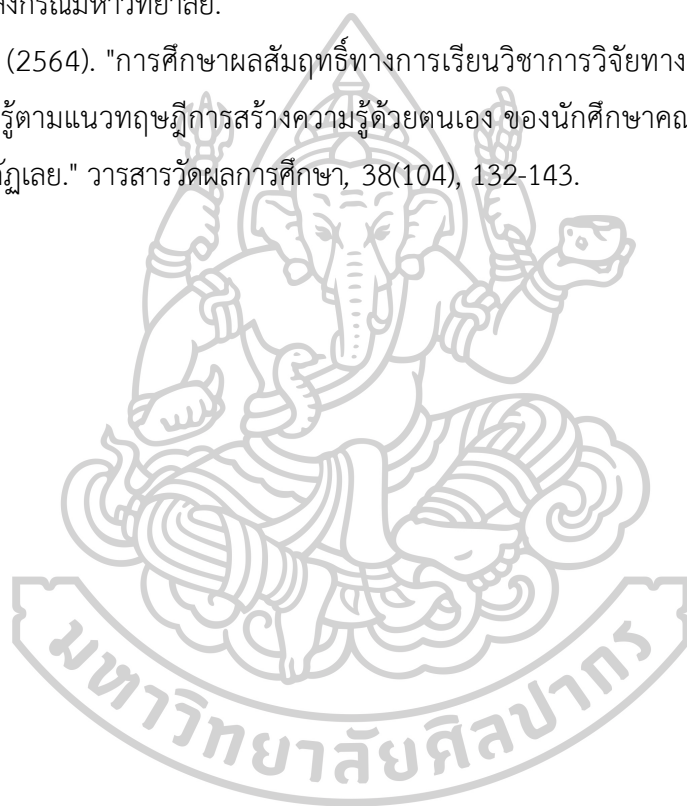 ลงกรณ์มหาวิทยาลัย.
(2564). "การศึกษาผลสัมฤทธิ์ทางการเรียนวิชาการวิจัยทาง
รู้ตามแนวทฤษฎีการสร้างความรู้ด้วยตนเอง ของนักศึกษาคณ
ัฏเลย." วารสารวัดผลการศึกษา, 38(104), 132-143.
มหาวิทยาลัยศิลปากร